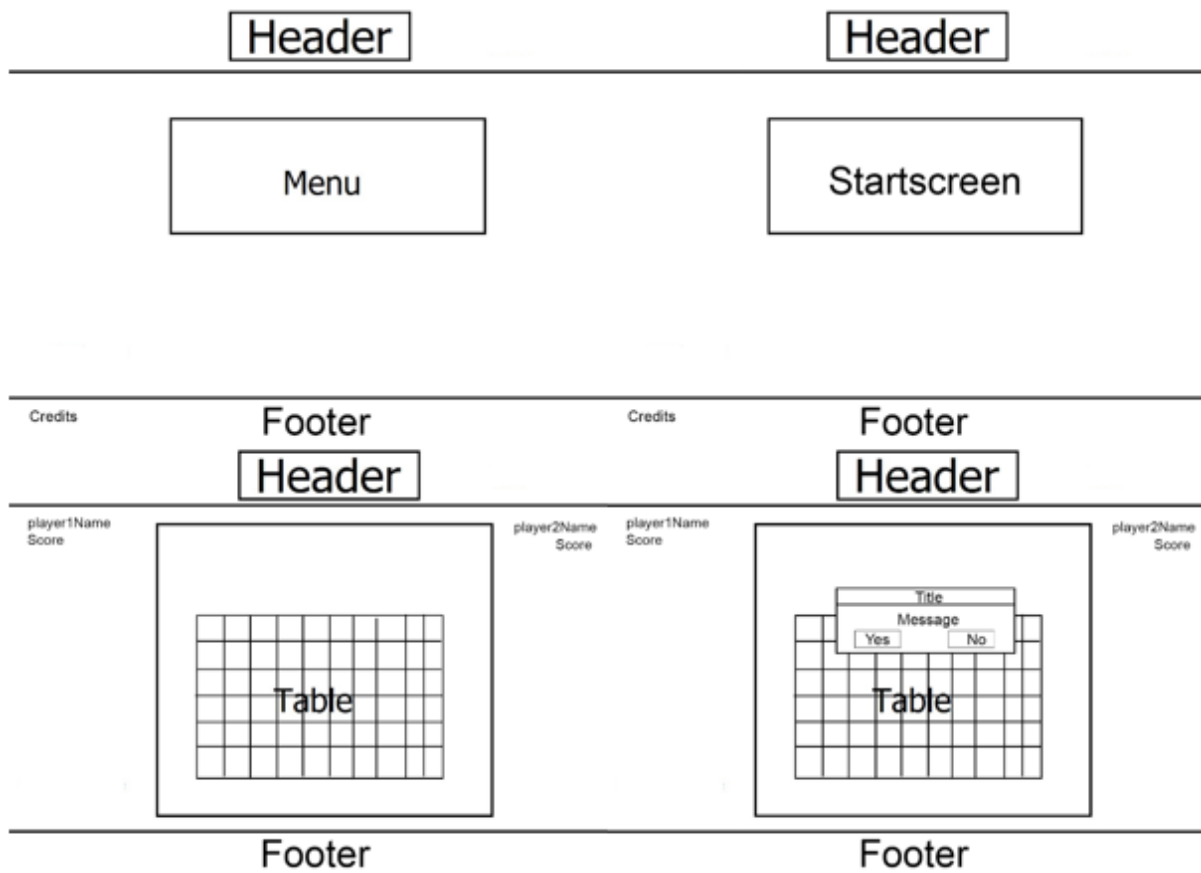 Header
Menu
Credits
Footer
Header
Startscreen
Credits
Footer
Header
player1Name
Score
player2Name
Score
Table
Footer
Header
player1Name
Score
player2Name
Score
Title
Message
Yes No
Table
Footer